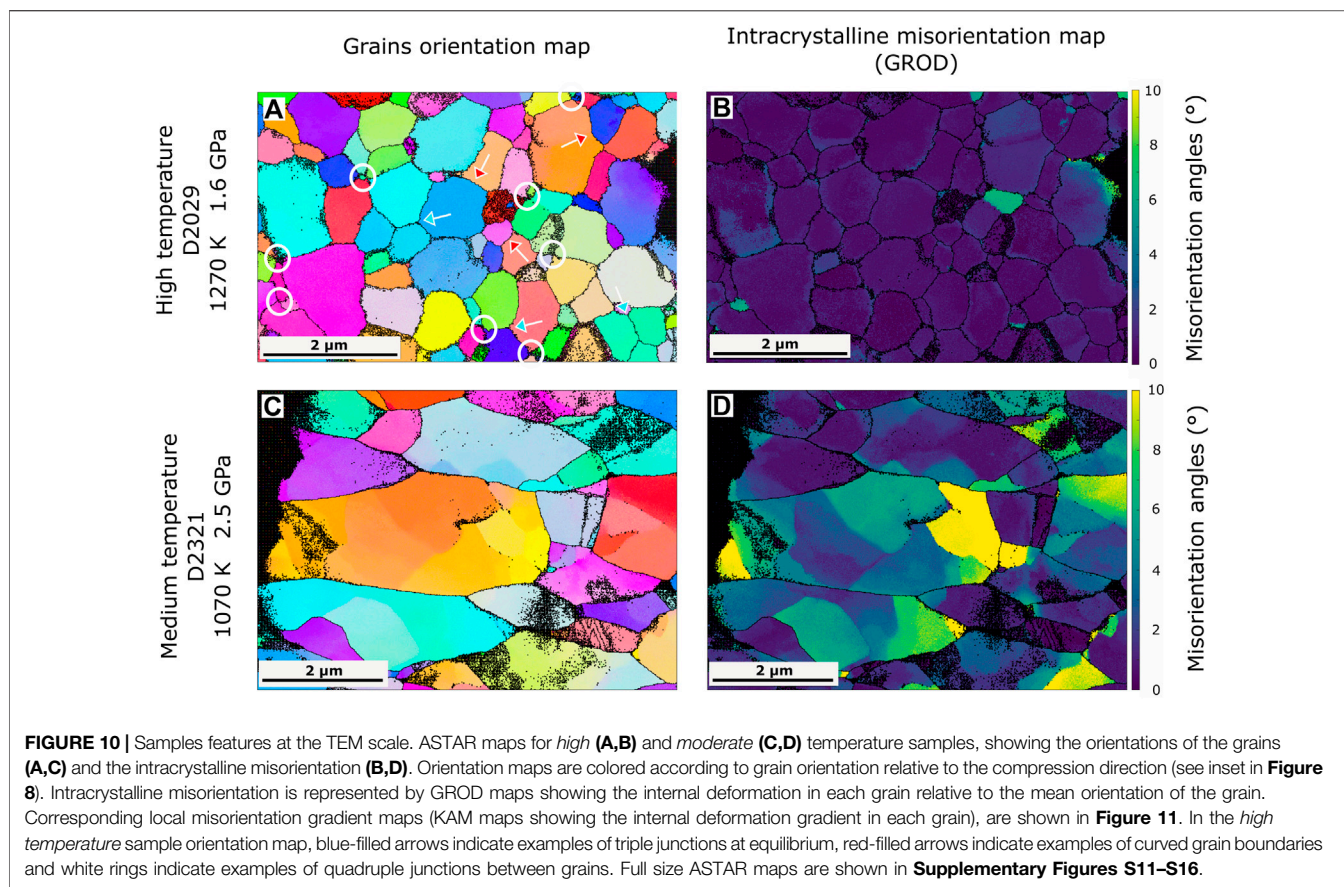 Grains orientation map
Intracrystalline misorientation map
(GROD)
High temperature
D2029
1270 K 1.6 GPa
A
2 µm
B
2 µm
10
8
6
4
2
0
Misorientation angles (°)
Medium temperature
D2321
1070 K 2.5 GPa
C
2 µm
D
2 µm
10
8
6
4
2
0
Misorientation angles (°)
FIGURE 10 | Samples features at the TEM scale. ASTAR maps for high (A,B) and moderate (C,D) temperature samples, showing the orientations of the grains
(A,C) and the intracrystalline misorientation (B,D). Orientation maps are colored according to grain orientation relative to the compression direction (see inset in Figure
8). Intracrystalline misorientation is represented by GROD maps showing the internal deformation in each grain relative to the mean orientation of the grain.
Corresponding local misorientation gradient maps (KAM maps showing the internal deformation gradient in each grain), are shown in Figure 11. In the high
temperature sample orientation map, blue-filled arrows indicate examples of triple junctions at equilibrium, red-filled arrows indicate examples of curved grain boundaries
and white rings indicate examples of quadruple junctions between grains. Full size ASTAR maps are shown in Supplementary Figures S11–S16.